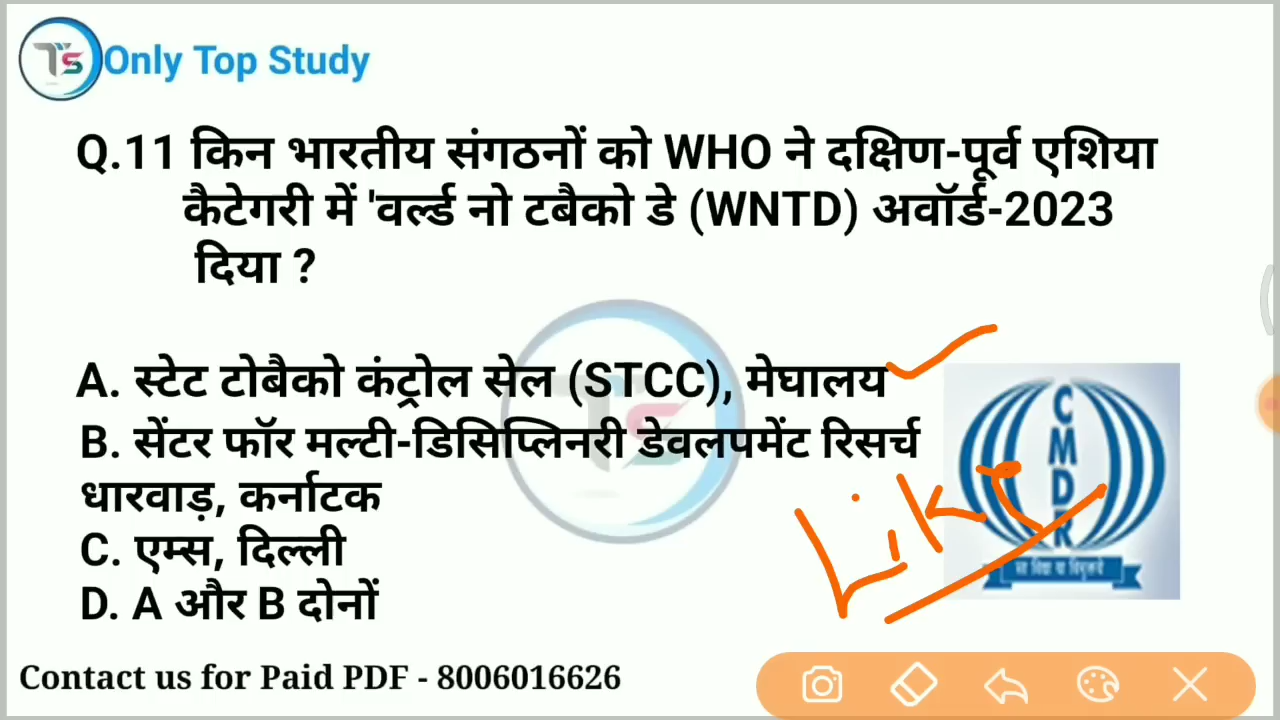 TS Only Top Study
Q.11 किन भारतीय संगठनों को WHO ने दक्षिण-पूर्व एशिया
कैटेगरी में 'वर्ल्ड नो टबैको डे (WNTD) अवॉर्ड-2023
दिया ?
A. स्टेट टोबैको कंट्रोल सेल (STCC), मेघालय
B. सेंटर फॉर मल्टी-डिसिप्लिनरी डेवलपमेंट रिसर्च
धारवाड़, कर्नाटक
C. एम्स, दिल्ली
D. A और B दोनों
CMDR
Like
Contact us for Paid PDF - 8006016626